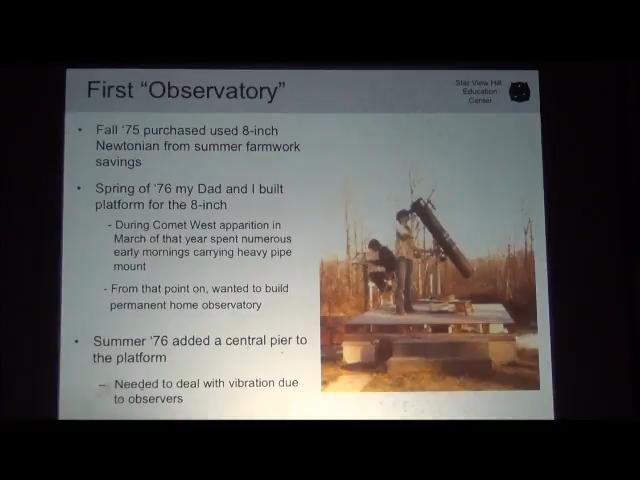 First “Observatory”
Star View Hill
Education
Center
• Fall ‘75 purchased used 8-inch
Newtonian from summer farmwork
savings
• Spring of ‘76 my Dad and I built
platform for the 8-inch
- During Comet West apparition in
March of that year spent numerous
early mornings carrying heavy pipe
mount
- From that point on, wanted to build
permanent home observatory
• Summer ‘76 added a central pier to
the platform
– Needed to deal with vibration due
to observers